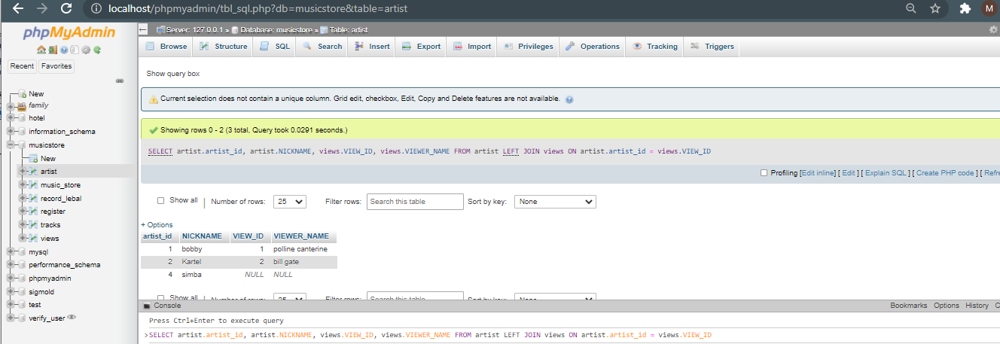 localhost/phpmyadmin/tbl_sql.php?db=musicstore&table=artist
M
phpMyAdmin
Recent Favorites
New
family
hotel
information_schema
musicstore
New
artist
music_store
record_lebal
register
tracks
views
mysql
performance_schema
phpmyadmin
sigmold
test
verify_user
Server: 127.0.0.1 » Database: musicstore » Table: artist
Browse Structure SQL Search Insert Export Import Privileges Operations Tracking Triggers
Show query box
Current selection does not contain a unique column. Grid edit, checkbox, Edit, Copy and Delete features are not available.
Showing rows 0 - 2 (3 total, Query took 0.0291 seconds.)
SELECT artist.artist_id, artist.NICKNAME, views.VIEW_ID, views.VIEWER_NAME FROM artist LEFT JOIN views ON artist.artist_id = views.VIEW_ID
Profiling [Edit inline] [ Edit ] [ Explain SQL ] [ Create PHP code ] [ Refre
Show all Number of rows: 25 Filter rows: Search this table Sort by key: None
+ Options
artist_id NICKNAME VIEW_ID VIEWER_NAME
1 bobby 1 polline canterine
2 Kartel 2 bill gate
4 simba NULL NULL
Show all Number of rows: 25 Filter rows: Search this table Sort by key: None
Console Bookmarks Options History C
Press Ctrl+Enter to execute query
>SELECT artist.artist_id, artist.NICKNAME, views.VIEW_ID, views.VIEWER_NAME FROM artist LEFT JOIN views ON artist.artist_id = views.VIEW_ID